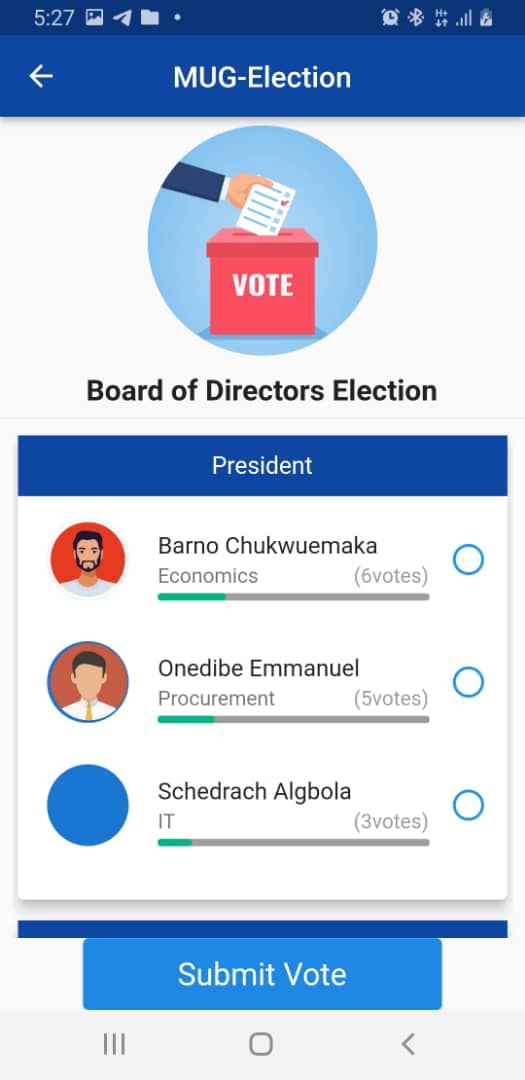 5:27
MUG-Election
VOTE
Board of Directors Election
President
Barno Chukwuemaka
Economics (6votes)
Onedibe Emmanuel
Procurement (5votes)
Schedrach Algbola
IT (3votes)
Submit Vote